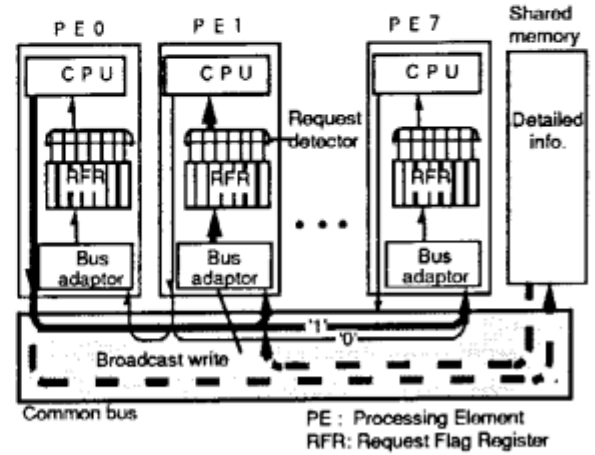 PE0
PE1
PE7
Shared
memory
CPU
CPU
CPU
Request
detector
Detailed
info.
RFR
RFR
RFR
Bus
adaptor
Bus
adaptor
Bus
adaptor
'1'
'0'
Broadcast write
Common bus
PE : Processing Element
RFR: Request Flag Register